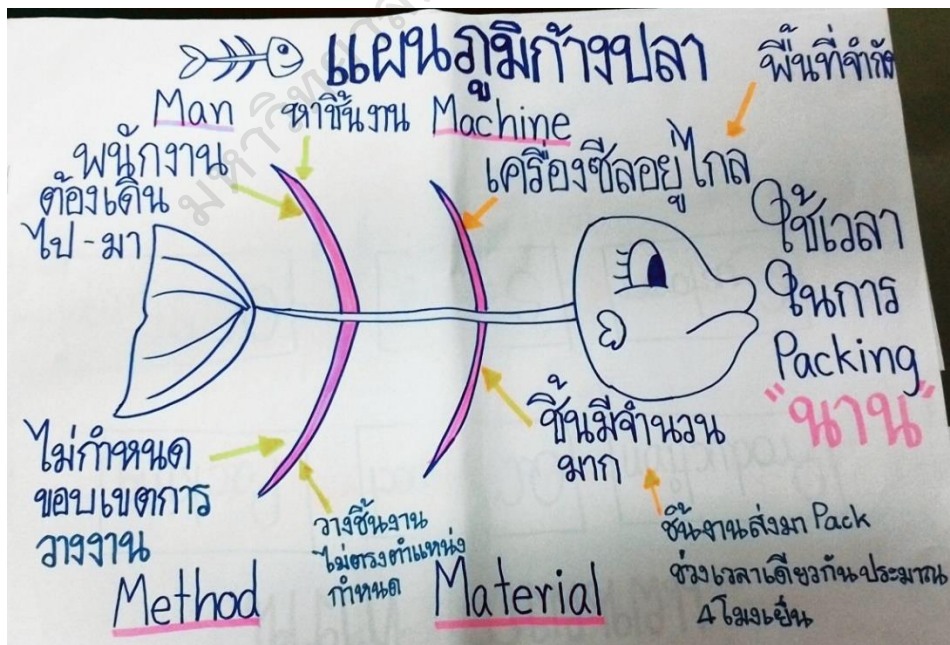 แผนภูมิก้างปลา
Man
หาชิ้นงาน
พนักงาน
ต้องเดิน
ไป - มา
Machine
เครื่องซีลอยู่ไกล
พื้นที่จำกัด
ใช้เวลา
ในการ
Packing
"นาน"
ไม่กำหนด
ขอบเขตการ
วางงาน
วางชิ้นงาน
ไม่ตรงตำแหน่ง
กำหนด
Method
ชิ้นมีจำนวน
มาก
ชิ้นงานส่งมา Pack
ช่วงเวลาเดียวกันประมาณ
4 โมงเย็น
Material